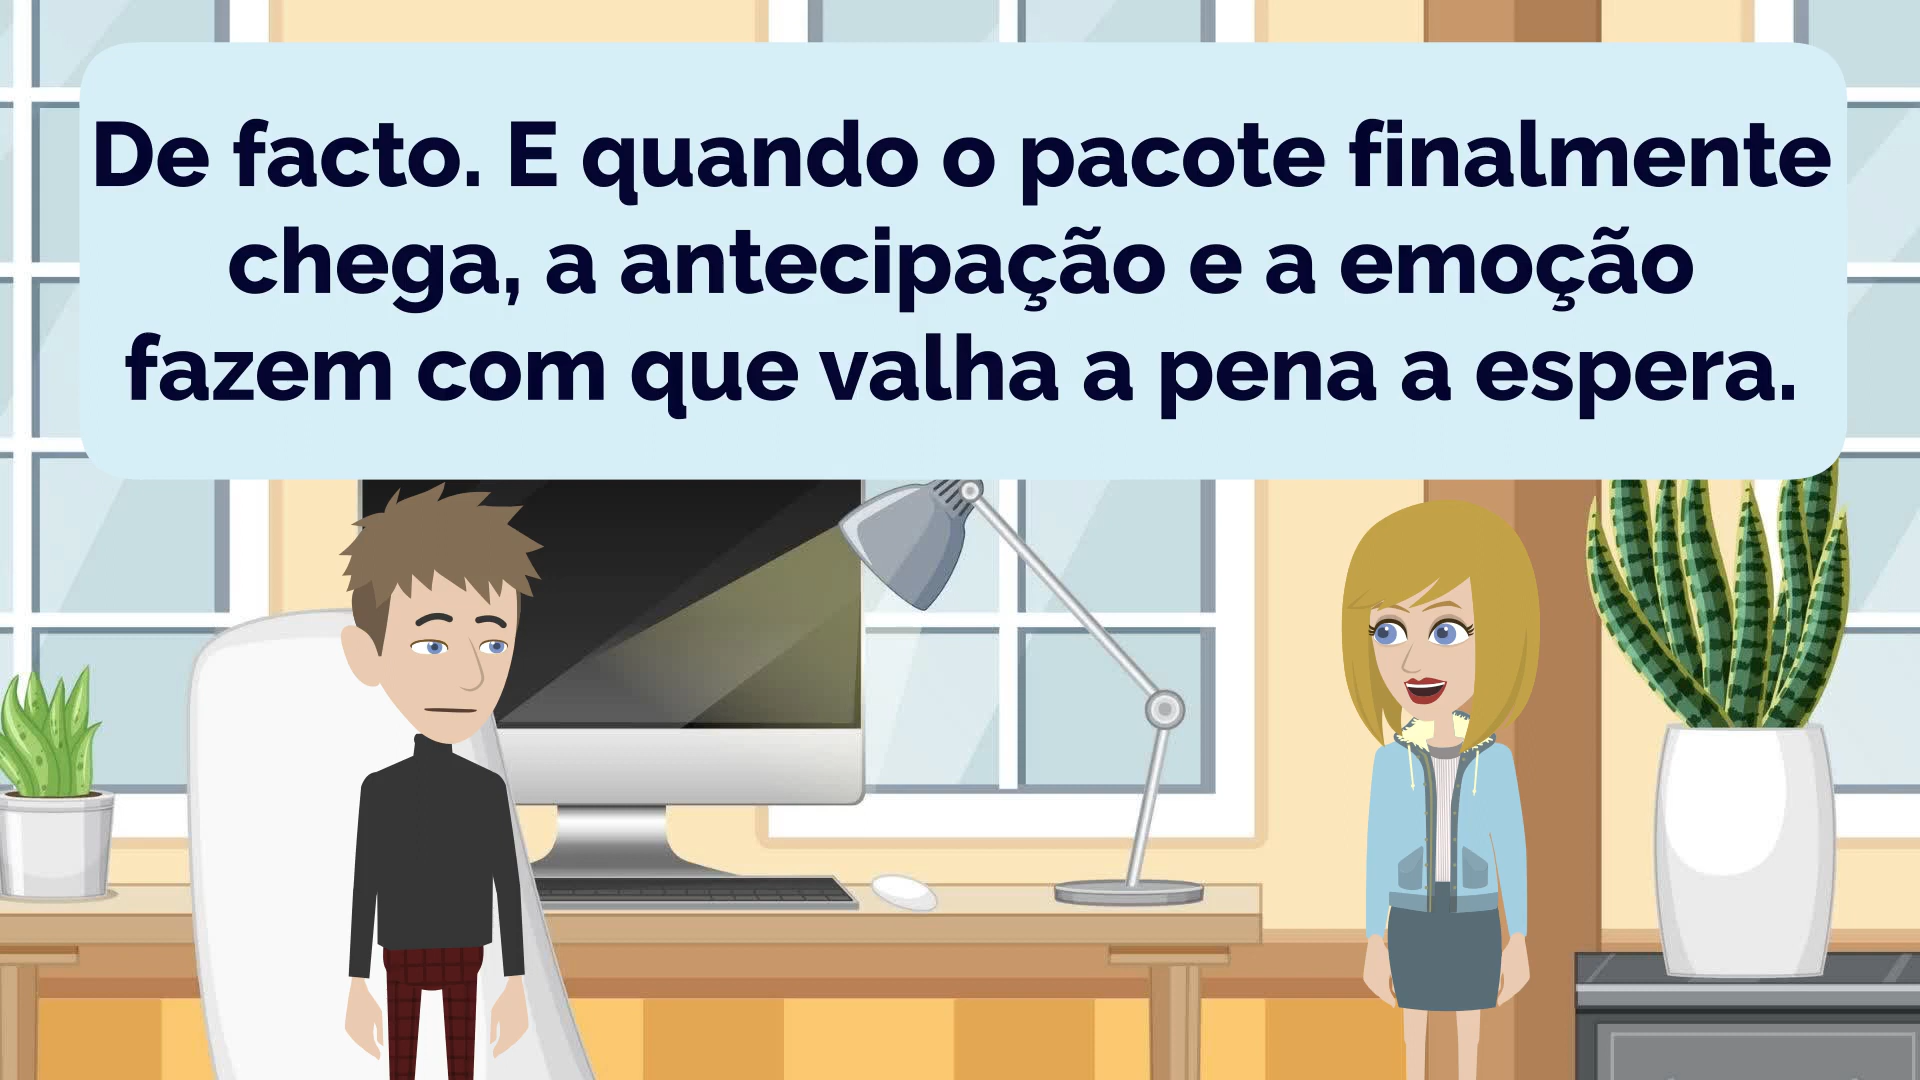 De facto. E quando o pacote finalmente
chega, a antecipação e a emoção
fazem com que valha a pena a espera.